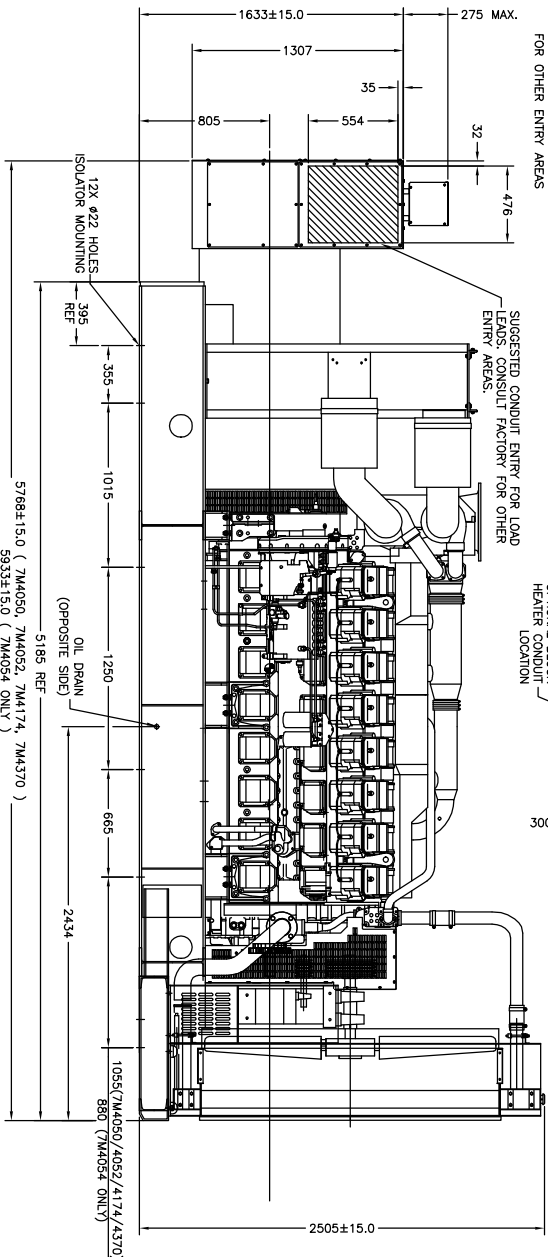 1633±15.0
275 MAX.
1307
35
805
554
32
476
FOR OTHER ENTRY AREAS
SUGGESTED CONDUIT ENTRY FOR LOAD
LEADS. CONSULT FACTORY FOR OTHER
ENTRY AREAS.
12X Ø22 HOLES
ISOLATOR MOUNTING
395
REF
355
1015
1250
665
HEATER CONDUIT
LOCATION
300
OIL DRAIN
(OPPOSITE SIDE)
2434
5185 REF
5768±15.0 ( 7M4050, 7M4052, 7M4174, 7M4370 )
5933±15.0 ( 7M4054 ONLY )
1055(7M4050/4052/4174/4370)
880 (7M4054 ONLY)
2505±15.0